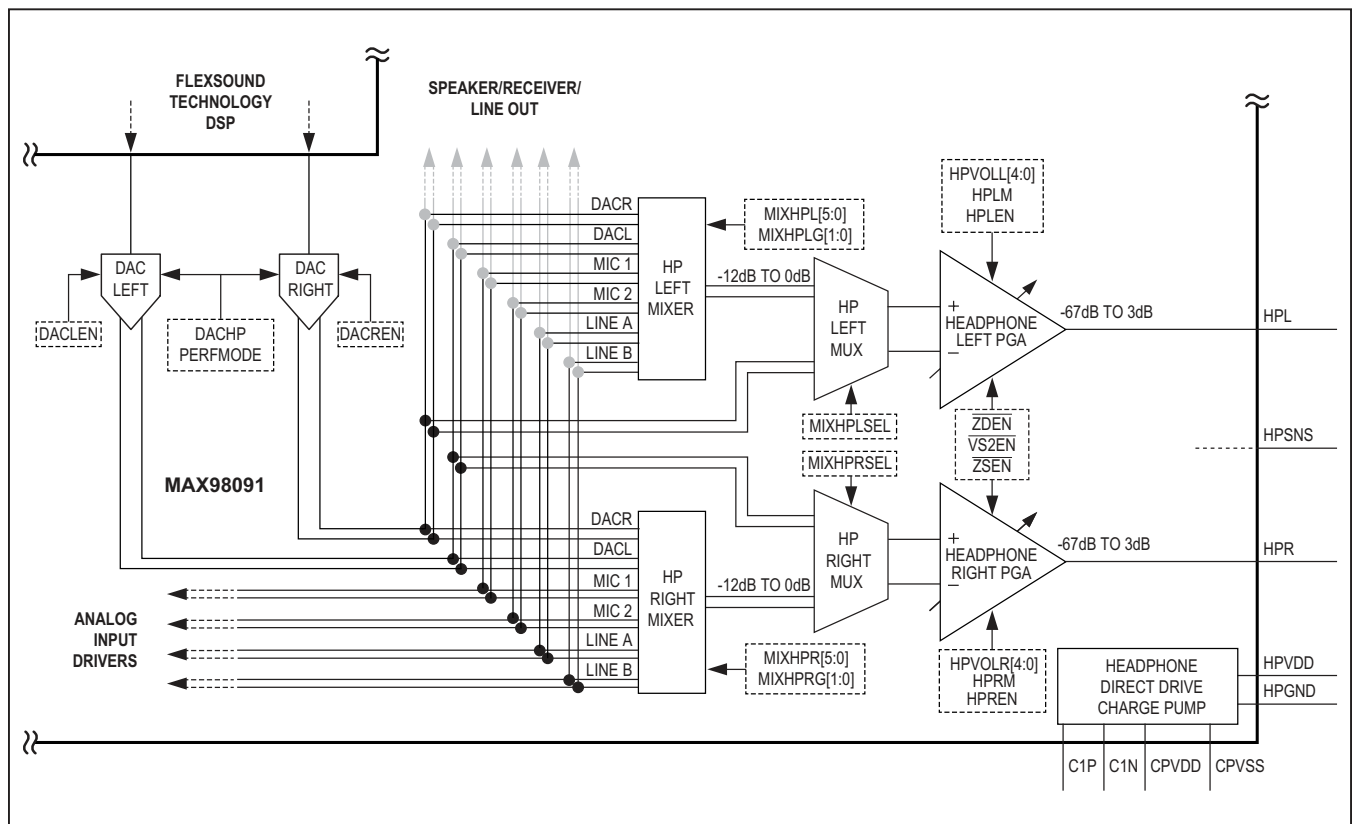 FLEXSOUND
TECHNOLOGY
DSP
SPEAKER/RECEIVER/
LINE OUT
DAC
LEFT
DAC
RIGHT
DACLEN
DACHP
PERFMODE
DACREN
MAX98091
DACR
DACL
MIC 1
MIC 2
LINE A
LINE B
HP
LEFT
MIXER
MIXHPL[5:0]
MIXHPLG[1:0]
-12dB TO 0dB
HP
LEFT
MUX
MIXHPLSEL
HPVOLL[4:0]
HPLM
HPLEN
+
HEADPHONE
LEFT PGA
−
-67dB TO 3dB
HPL
ZDEN
VS2EN
ZSEN
HPSNS
MIXHPRSEL
DACR
DACL
MIC 1
MIC 2
LINE A
LINE B
HP
RIGHT
MIXER
-12dB TO 0dB
MIXHPR[5:0]
MIXHPRG[1:0]
HP
RIGHT
MUX
+
HEADPHONE
RIGHT PGA
−
-67dB TO 3dB
HPR
HPVOLR[4:0]
HPRM
HPREN
ANALOG
INPUT
DRIVERS
HEADPHONE
DIRECT DRIVE
CHARGE PUMP
HPVDD
HPGND
C1P
C1N
CPVDD
CPVSS